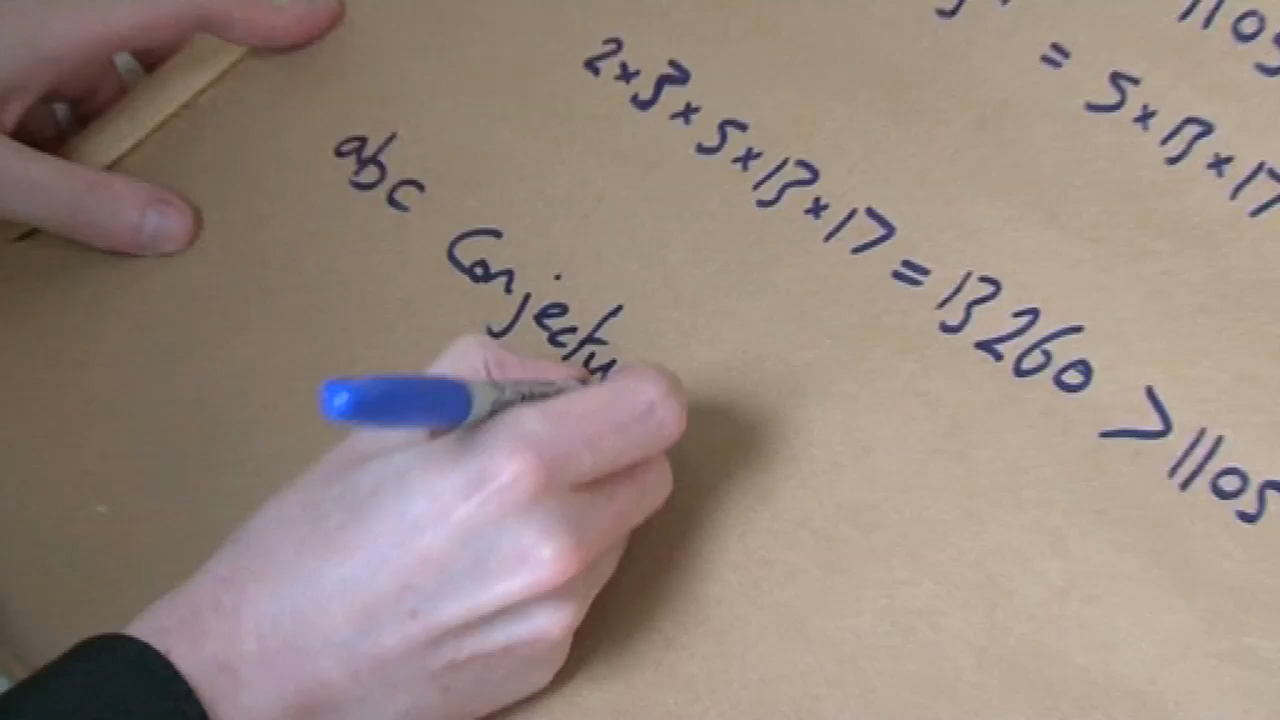 1105
= 5×13×17
2×3×5×13×17 = 13260 > 1105
abc Conjectu